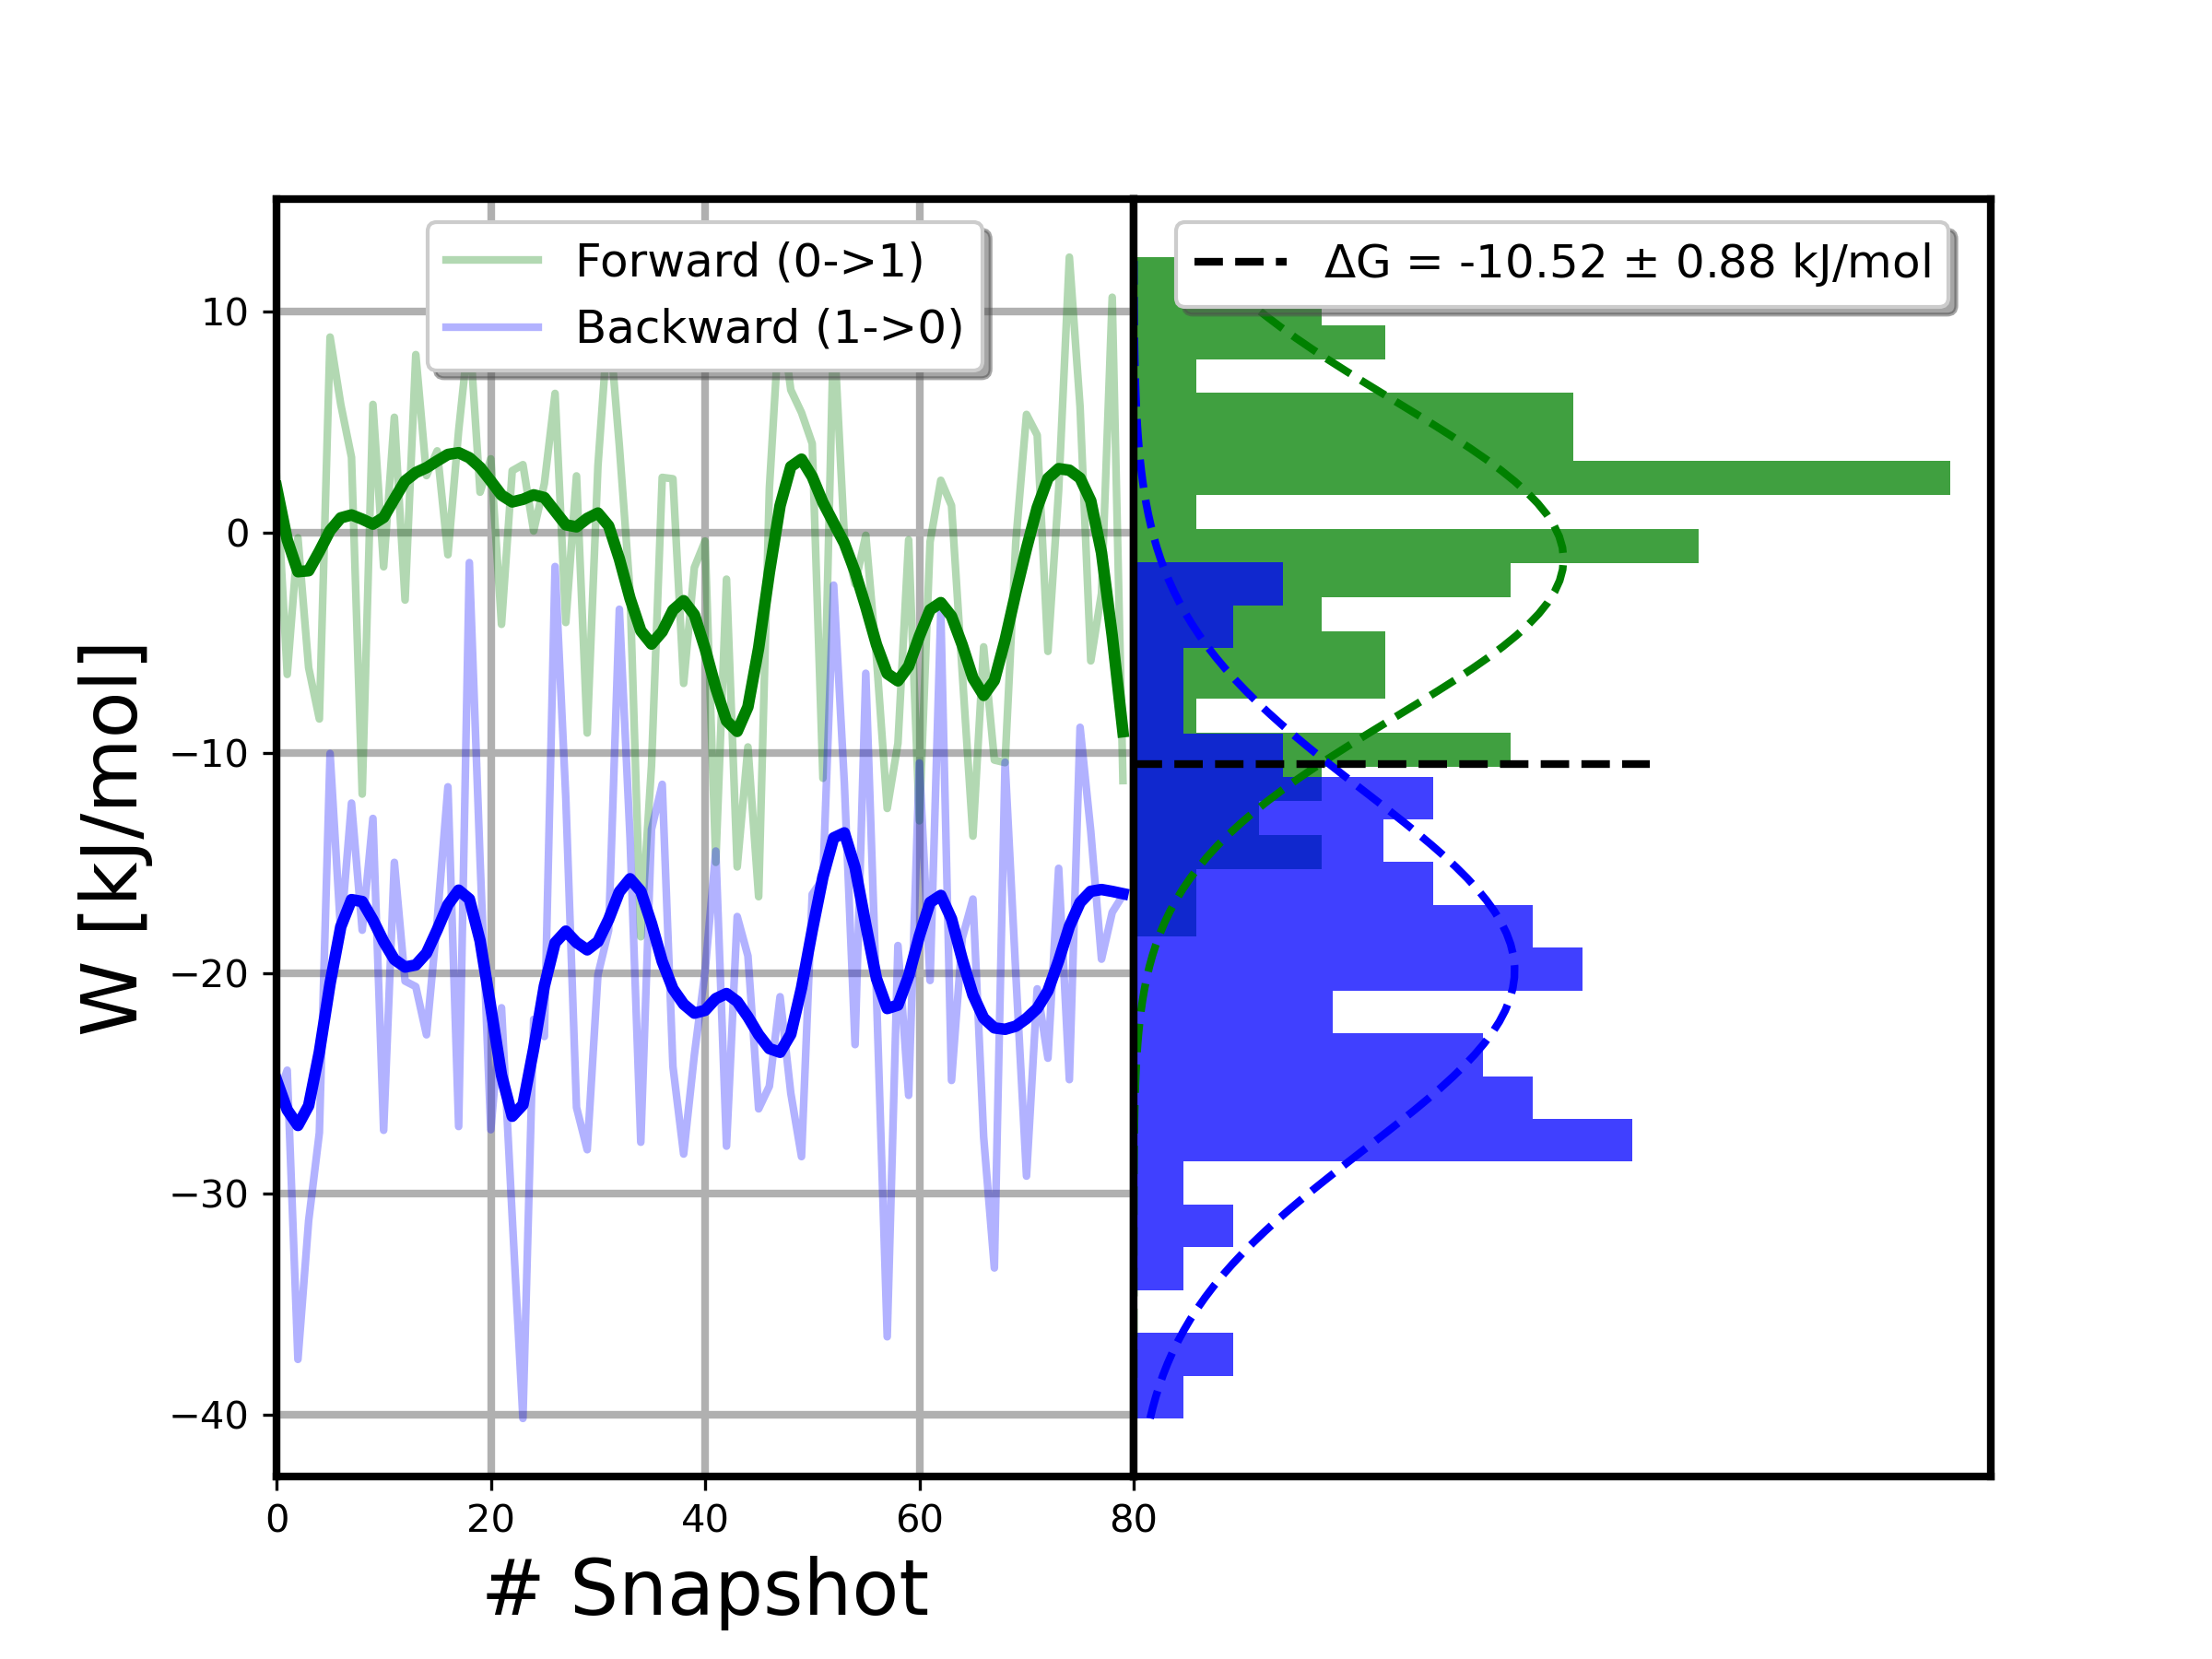 Forward (0->1)
Backward (1->0)
ΔG = -10.52 ± 0.88 kJ/mol
10
0
−10
−20
−30
−40
W [kJ/mol]
0 20 40 60 80
# Snapshot